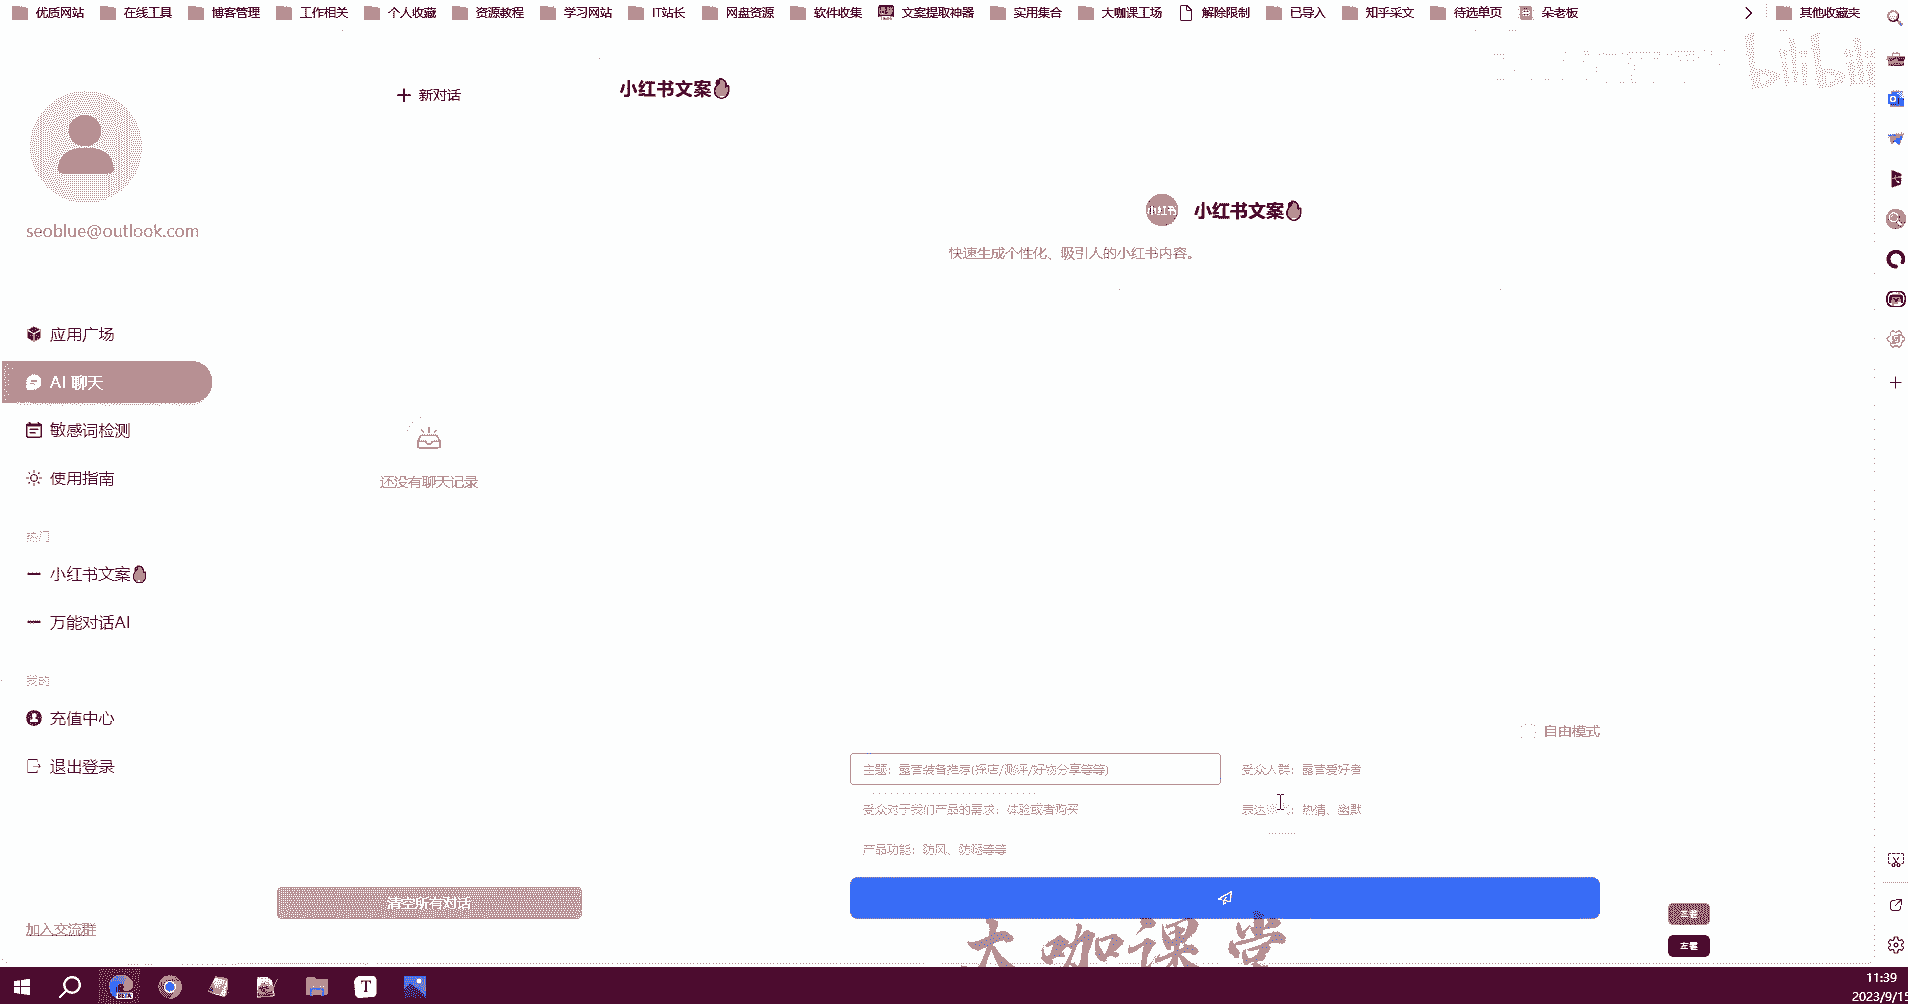 优质网站 在线工具 博客管理 工作相关 个人收藏 资源教程 学习网站 IT站长 网盘资源 软件收集 文案提取神器 实用集合 大咖课工场 解除限制 已导入 知乎采文 待选单页 朵老板 其他收藏夹
bilibili
+ 新对话
小红书文案
seoblue@outlook.com
小红书 小红书文案
快速生成个性化、吸引人的小红书内容。
应用广场
AI 聊天
敏感词检测
使用指南
还没有聊天记录
热门
小红书文案
万能对话AI
我的
充值中心
退出登录
自由模式
主题：露营装备推荐(探店/测评/好物分享等等) 受众人群：露营爱好者
受众对于我们产品的需求：体验或者购买 表达 热情、幽默
产品功能：防风、防晒等等
清空所有对话
加入交流群
大咖课堂
左看
11:39
2023/9/15